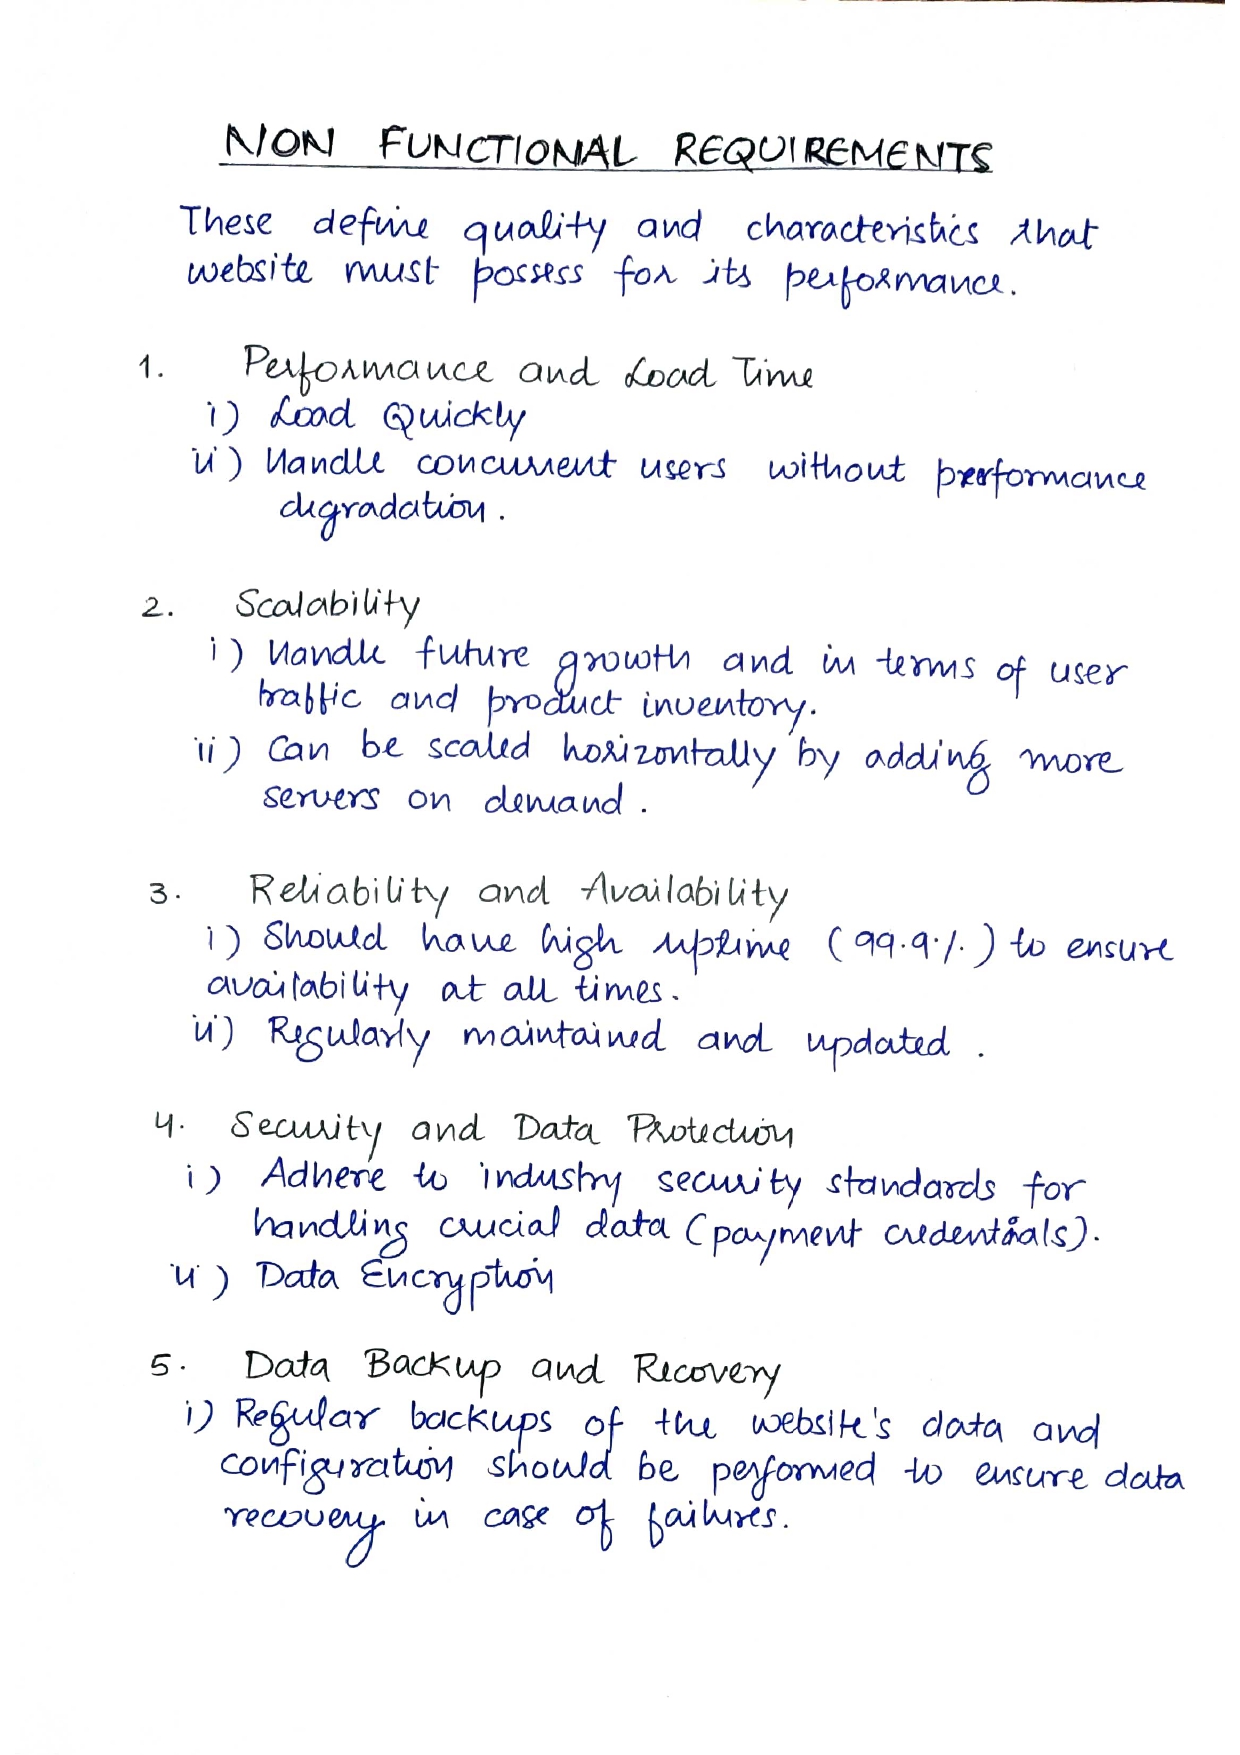 NON FUNCTIONAL REQUIREMENTS
These define quality and characteristics that
website must possess for its performance.
1. Performance and Load Time
i) Load Quickly
ii) Handle concurrent users without performance
degradation.
2. Scalability
i) Handle future growth and in terms of user
traffic and product inventory.
ii) Can be scaled horizontally by adding more
servers on demand.
3. Reliability and Availability
i) Should have high uptime (99.9%) to ensure
availability at all times.
ii) Regularly maintained and updated.
4. Security and Data Protection
i) Adhere to industry security standards for
handling crucial data (payment credentials).
ii) Data Encryption
5. Data Backup and Recovery
i) Regular backups of the website's data and
configuration should be performed to ensure data
recovery in case of failures.